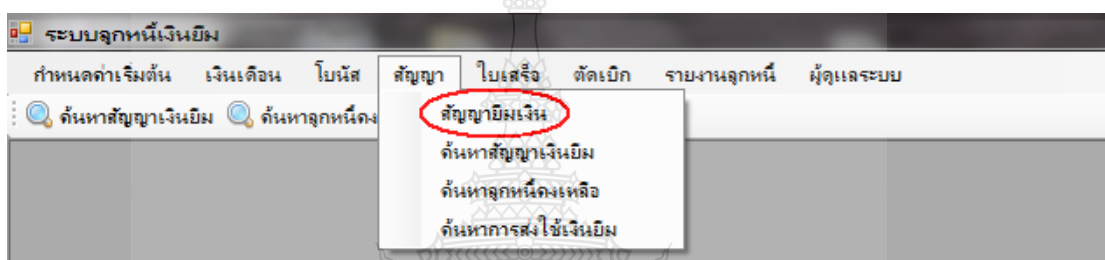 ระบบลูกหนี้เงินยืม
กำหนดค่าเริ่มต้น เงินเดือน โบนัส สัญญา ใบเสร็จ ตัดเบิก รายงานลูกหนี้ ผู้ดูแลระบบ
ค้นหาสัญญาเงินยืม ค้นหาลูกหนี้คง
สัญญายืมเงิน
ค้นหาสัญญาเงินยืม
ค้นหาลูกหนี้คงเหลือ
ค้นหาการส่งใช้เงินยืม